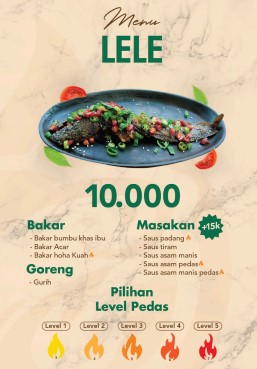 Menu
LELE
10.000
Bakar
- Bakar bumbu khas ibu
- Bakar Acar
- Bakar hoha Kuah
Goreng
- Gurih
Masakan +15k
- Saus padang
- Saus tiram
- Saus asam manis
- Saus asam pedas
- Saus asam manis pedas
Pilihan
Level Pedas
Level 1 Level 2 Level 3 Level 4 Level 5